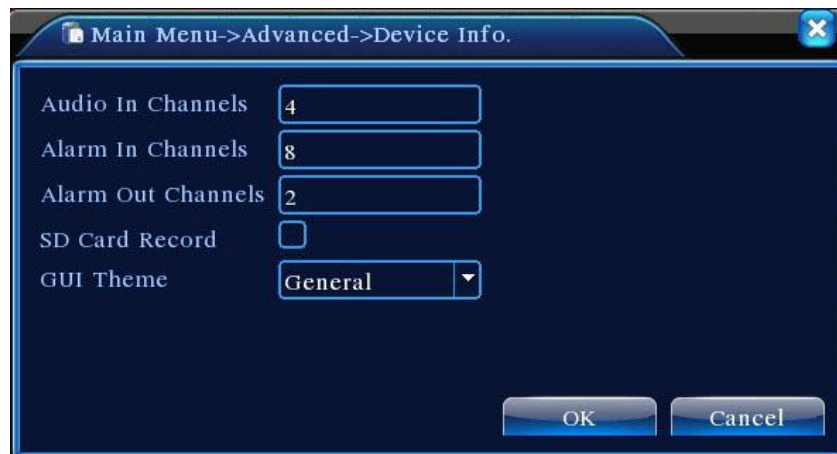 Main Menu->Advanced->Device Info.
Audio In Channels 4
Alarm In Channels 8
Alarm Out Channels 2
SD Card Record
GUI Theme General
OK Cancel